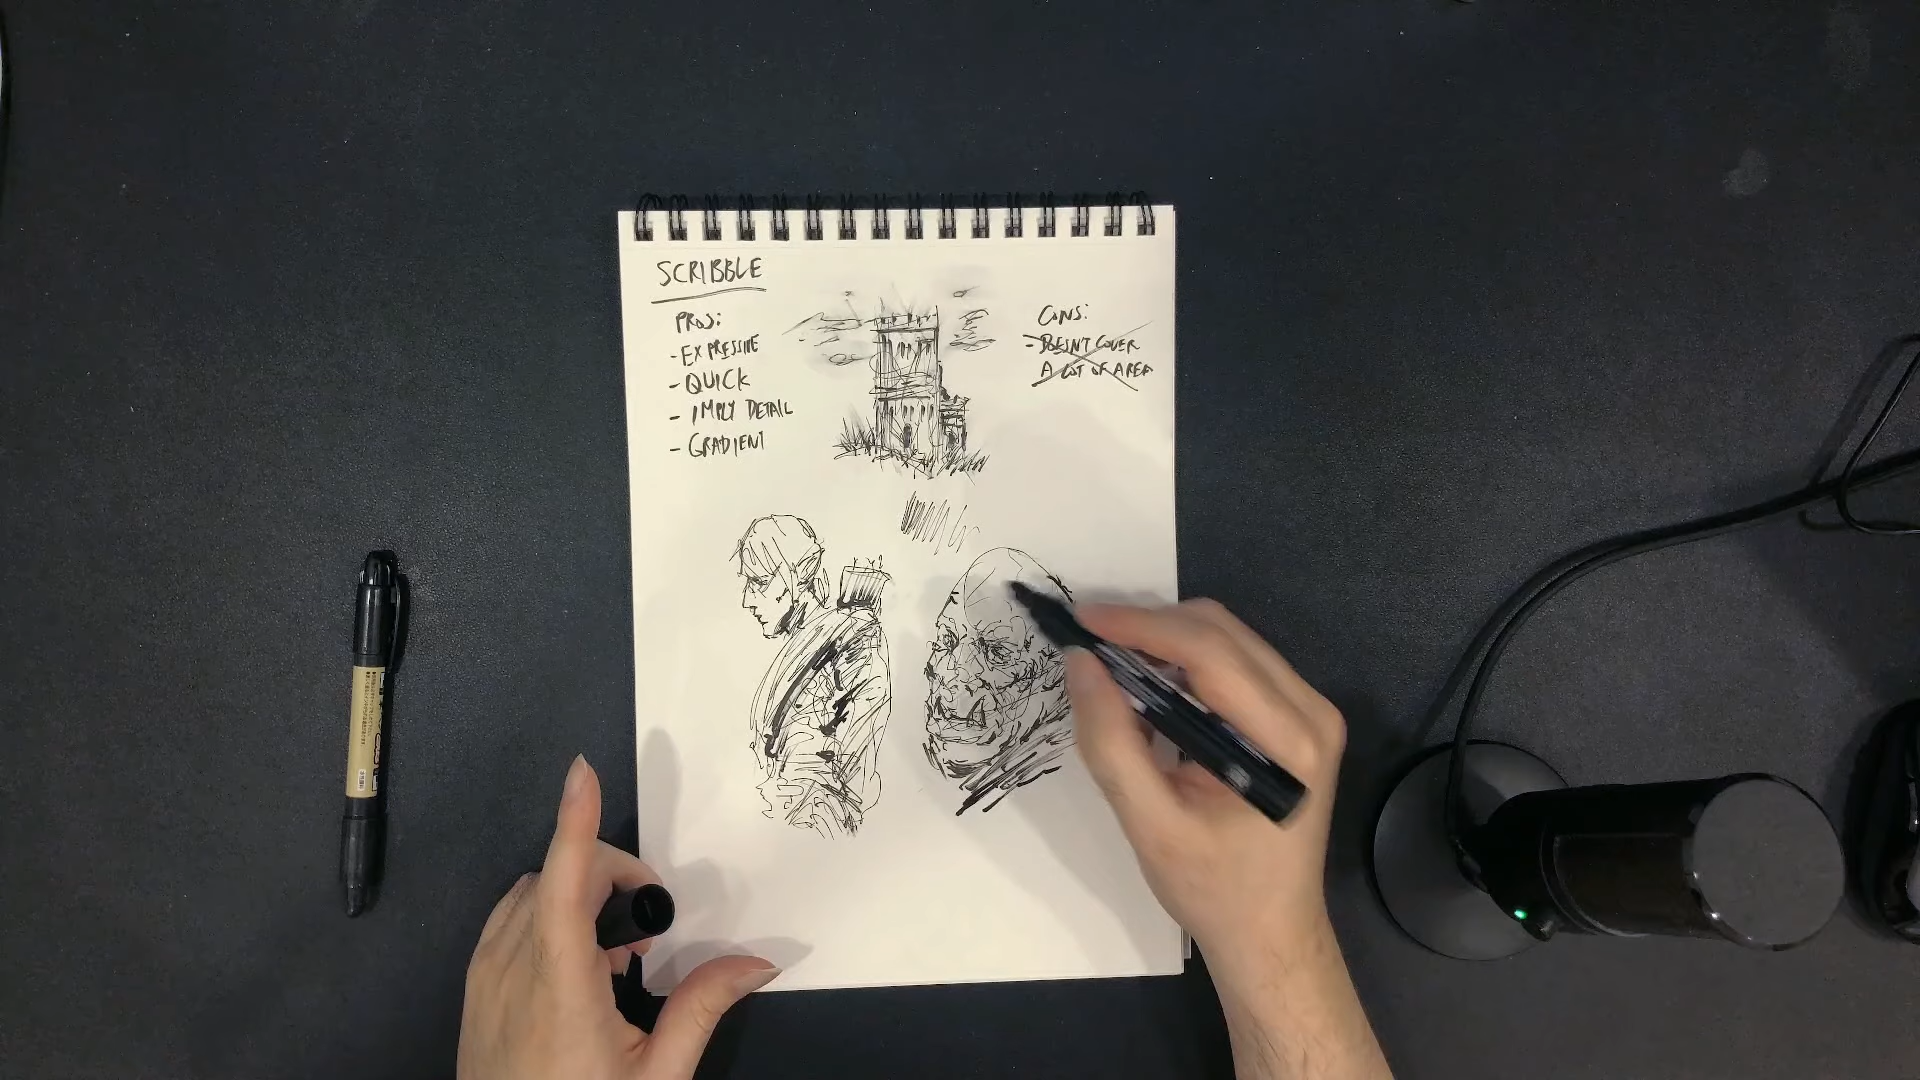 SCRIBBLE
PROS:
- EXPRESSIVE
- QUICK
- IMPLY DETAIL
- GRADIENT
CONS:
- DOESN'T COVER
A LOT OF AREA